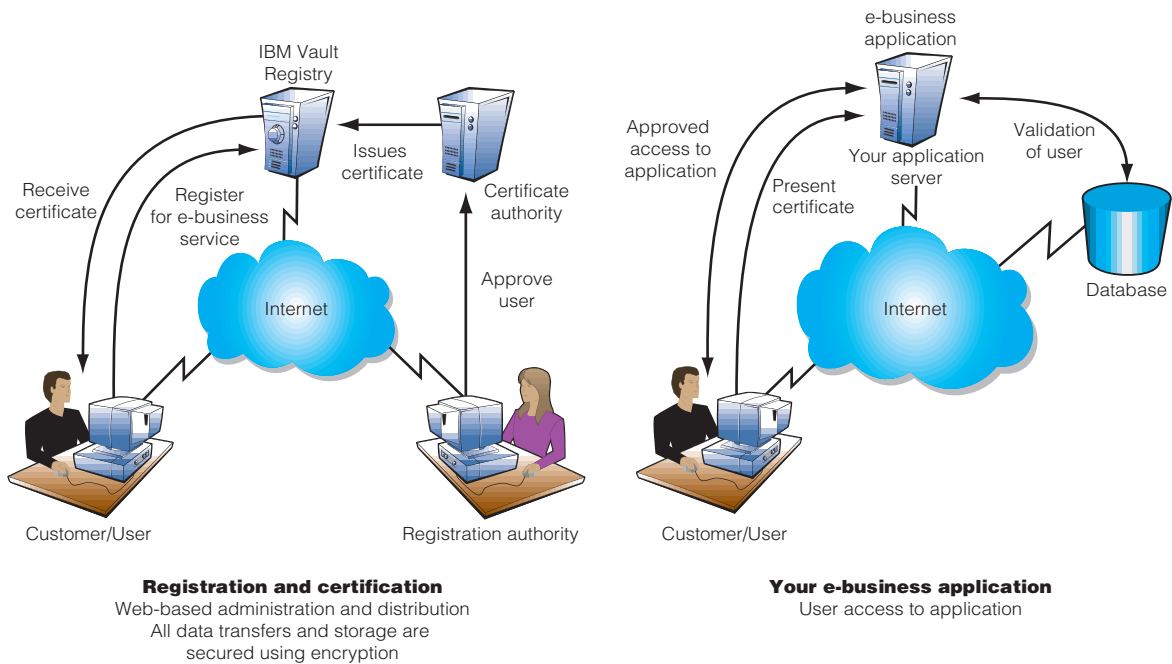 IBM Vault
Registry
Receive
certificate
Register
for e-business
service
Issues
certificate
Certificate
authority
Approve
user
Internet
Customer/User
Registration authority
Registration and certification
Web-based administration and distribution
All data transfers and storage are
secured using encryption
e-business
application
Approved
access to
application
Present
certificate
Your application
server
Validation
of user
Database
Internet
Customer/User
Your e-business application
User access to application